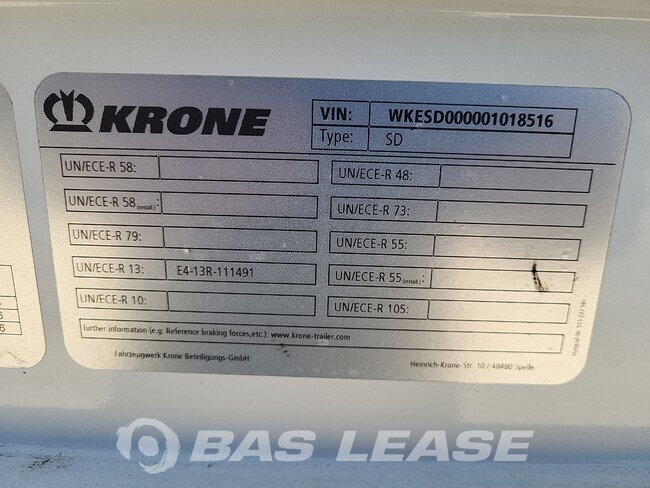 KRONE
VIN: WKESD000001018516
Type: SD
UN/ECE-R 58:
UN/ECE-R 48:
UN/ECE-R 58 (install.):
UN/ECE-R 73:
UN/ECE-R 79:
UN/ECE-R 55:
UN/ECE-R 13: E4-13R-111491
UN/ECE-R 55 (install.):
UN/ECE-R 10:
UN/ECE-R 105:
further information (e.g. Reference braking forces,etc.): www.krone-trailer.com
Fahrzeugwerk Krone Beteiligungs-GmbH
Heinrich-Krone-Str. 10 / 48480 Spelle
BAS LEASE